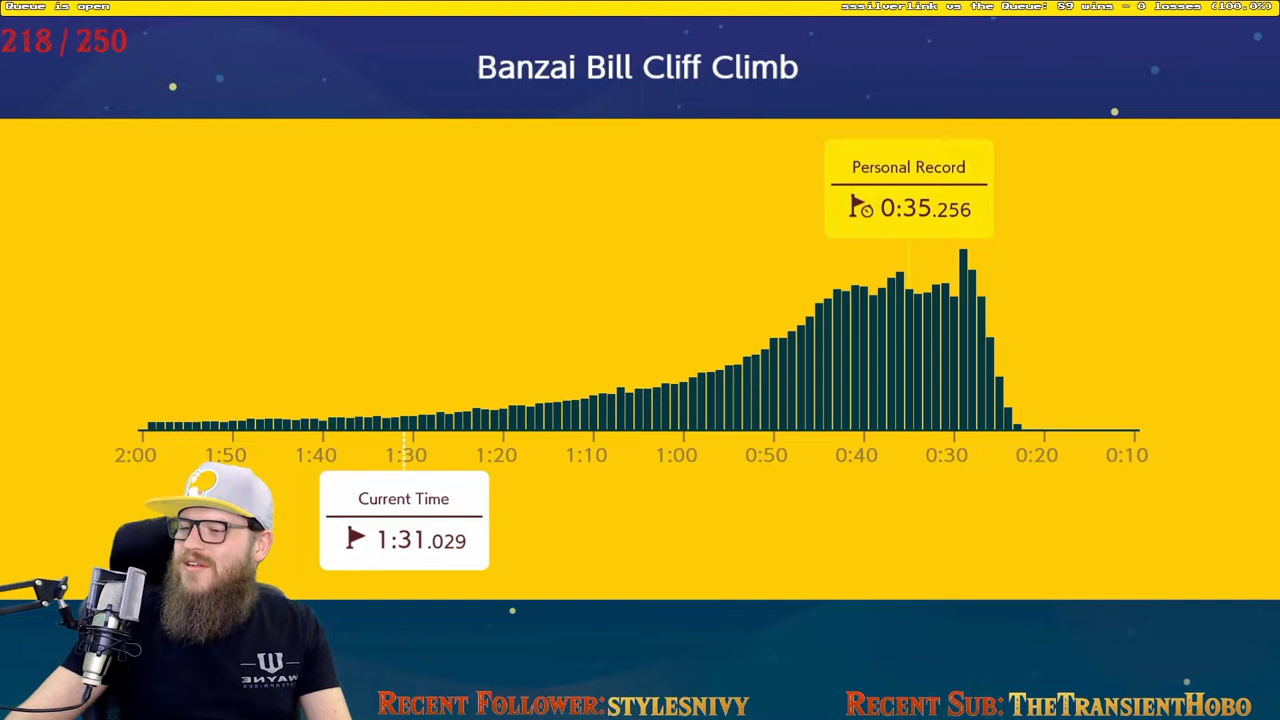 Queue is open
sssilverlink vs the Queue: 89 wins - 0 losses (100.0%)
218 / 250
Banzai Bill Cliff Climb
Personal Record
0:35.256
2:00 1:50 1:40 1:30 1:20 1:10 1:00 0:50 0:40 0:30 0:20 0:10
Current Time
1:31.029
WAYNE
ENTERPRISES
Recent Follower: stylesnivy
Recent Sub: TheTransientHobo